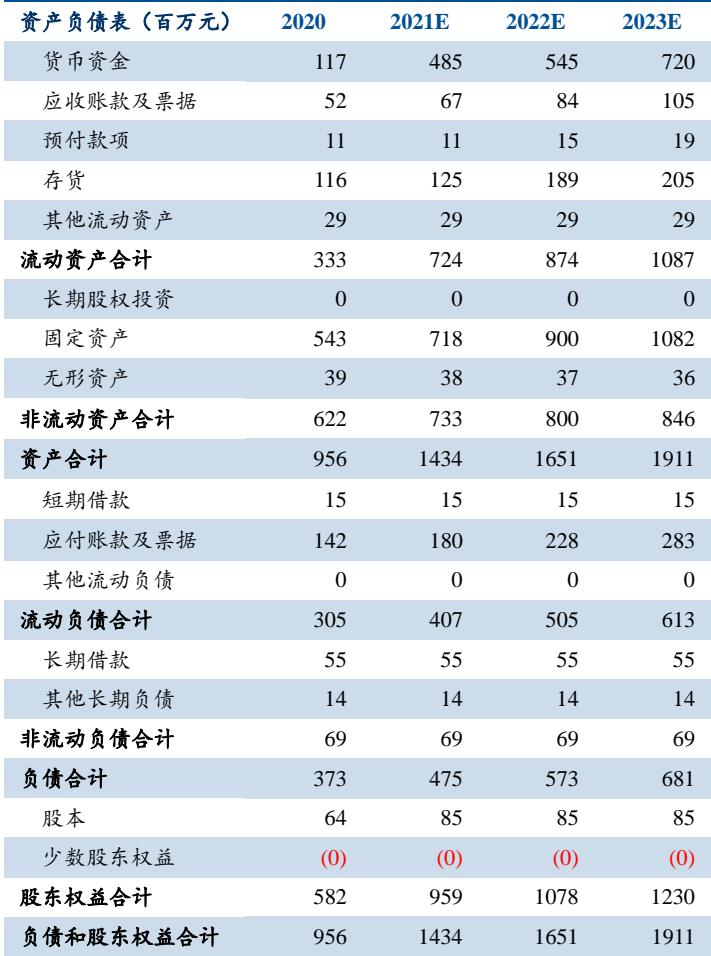 资产负债表（百万元） 2020 2021E 2022E 2023E
货币资金 117 485 545 720
应收账款及票据 52 67 84 105
预付款项 11 11 15 19
存货 116 125 189 205
其他流动资产 29 29 29 29
流动资产合计 333 724 874 1087
长期股权投资 0 0 0 0
固定资产 543 718 900 1082
无形资产 39 38 37 36
非流动资产合计 622 733 800 846
资产合计 956 1434 1651 1911
短期借款 15 15 15 15
应付账款及票据 142 180 228 283
其他流动负债 0 0 0 0
流动负债合计 305 407 505 613
长期借款 55 55 55 55
其他长期负债 14 14 14 14
非流动负债合计 69 69 69 69
负债合计 373 475 573 681
股本 64 85 85 85
少数股东权益 (0) (0) (0) (0)
股东权益合计 582 959 1078 1230
负债和股东权益合计 956 1434 1651 1911